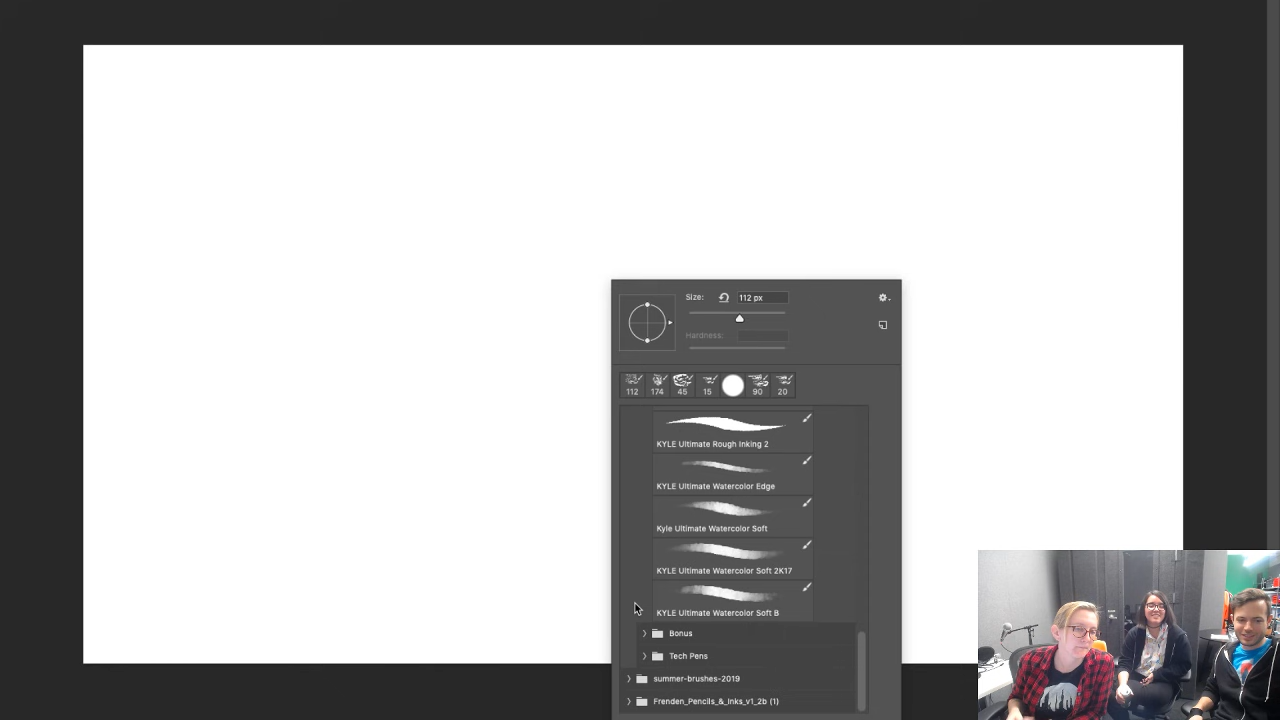 Size:
112 px
Hardness:
112
174
45
15
90
20
KYLE Ultimate Rough Inking 2
KYLE Ultimate Watercolor Edge
Kyle Ultimate Watercolor Soft
KYLE Ultimate Watercolor Soft 2K17
KYLE Ultimate Watercolor Soft B
Bonus
Tech Pens
summer-brushes-2019
Frenden_Pencils_&_Inks_v1_2b (1)